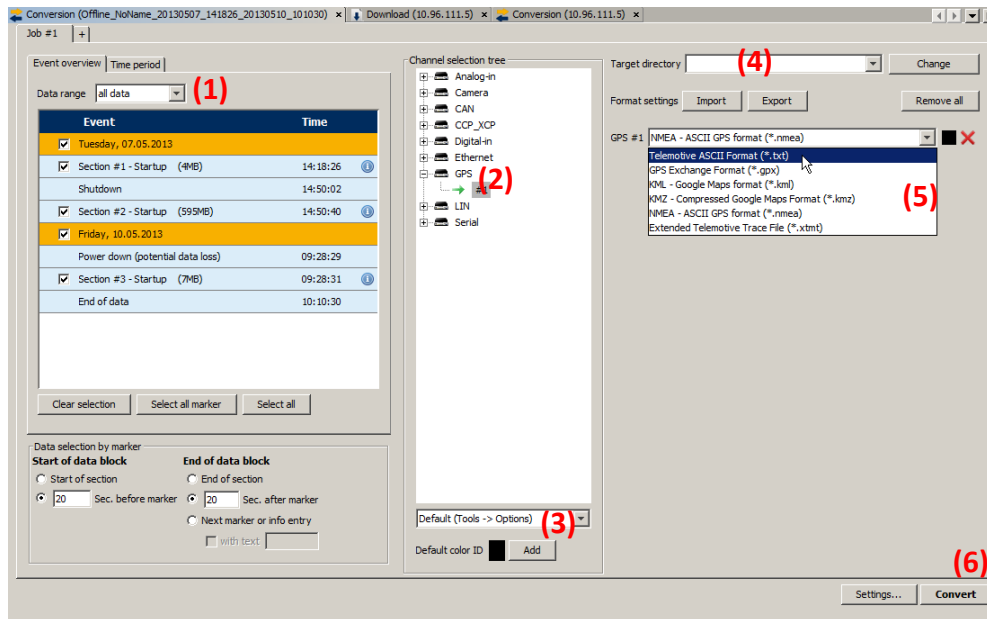 Conversion (Offline_NoName_20130507_141826_20130510_101030) x Download (10.96.111.5) x Conversion (10.96.111.5) x
Job #1 +
Event overview Time period
Data range all data (1)
Event Time
Tuesday, 07.05.2013
Section #1 - Startup (4MB) 14:18:26
Shutdown 14:50:02
Section #2 - Startup (595MB) 14:50:40
Friday, 10.05.2013
Power down (potential data loss) 09:28:29
Section #3 - Startup (7MB) 09:28:31
End of data 10:10:30
Clear selection Select all marker Select all
Data selection by marker
Start of data block End of data block
Start of section End of section
20 Sec. before marker 20 Sec. after marker
Next marker or info entry
with text
Channel selection tree
Analog-in
Camera
CAN
CCP_XCP
Digital-in
Ethernet
GPS
#1 (2)
LIN
Serial
Default (Tools -> Options) (3)
Default color ID Add
Target directory (4) Change
Format settings Import Export Remove all
GPS #1 NMEA - ASCII GPS format (*.nmea)
Telemotive ASCII Format (*.txt)
GPS Exchange Format (*.gpx)
KML - Google Maps format (*.kml)
KMZ - Compressed Google Maps Format (*.kmz)
NMEA - ASCII GPS format (*.nmea)
Extended Telemotive Trace File (*.xtmt)
(5)
(6)
Settings... Convert